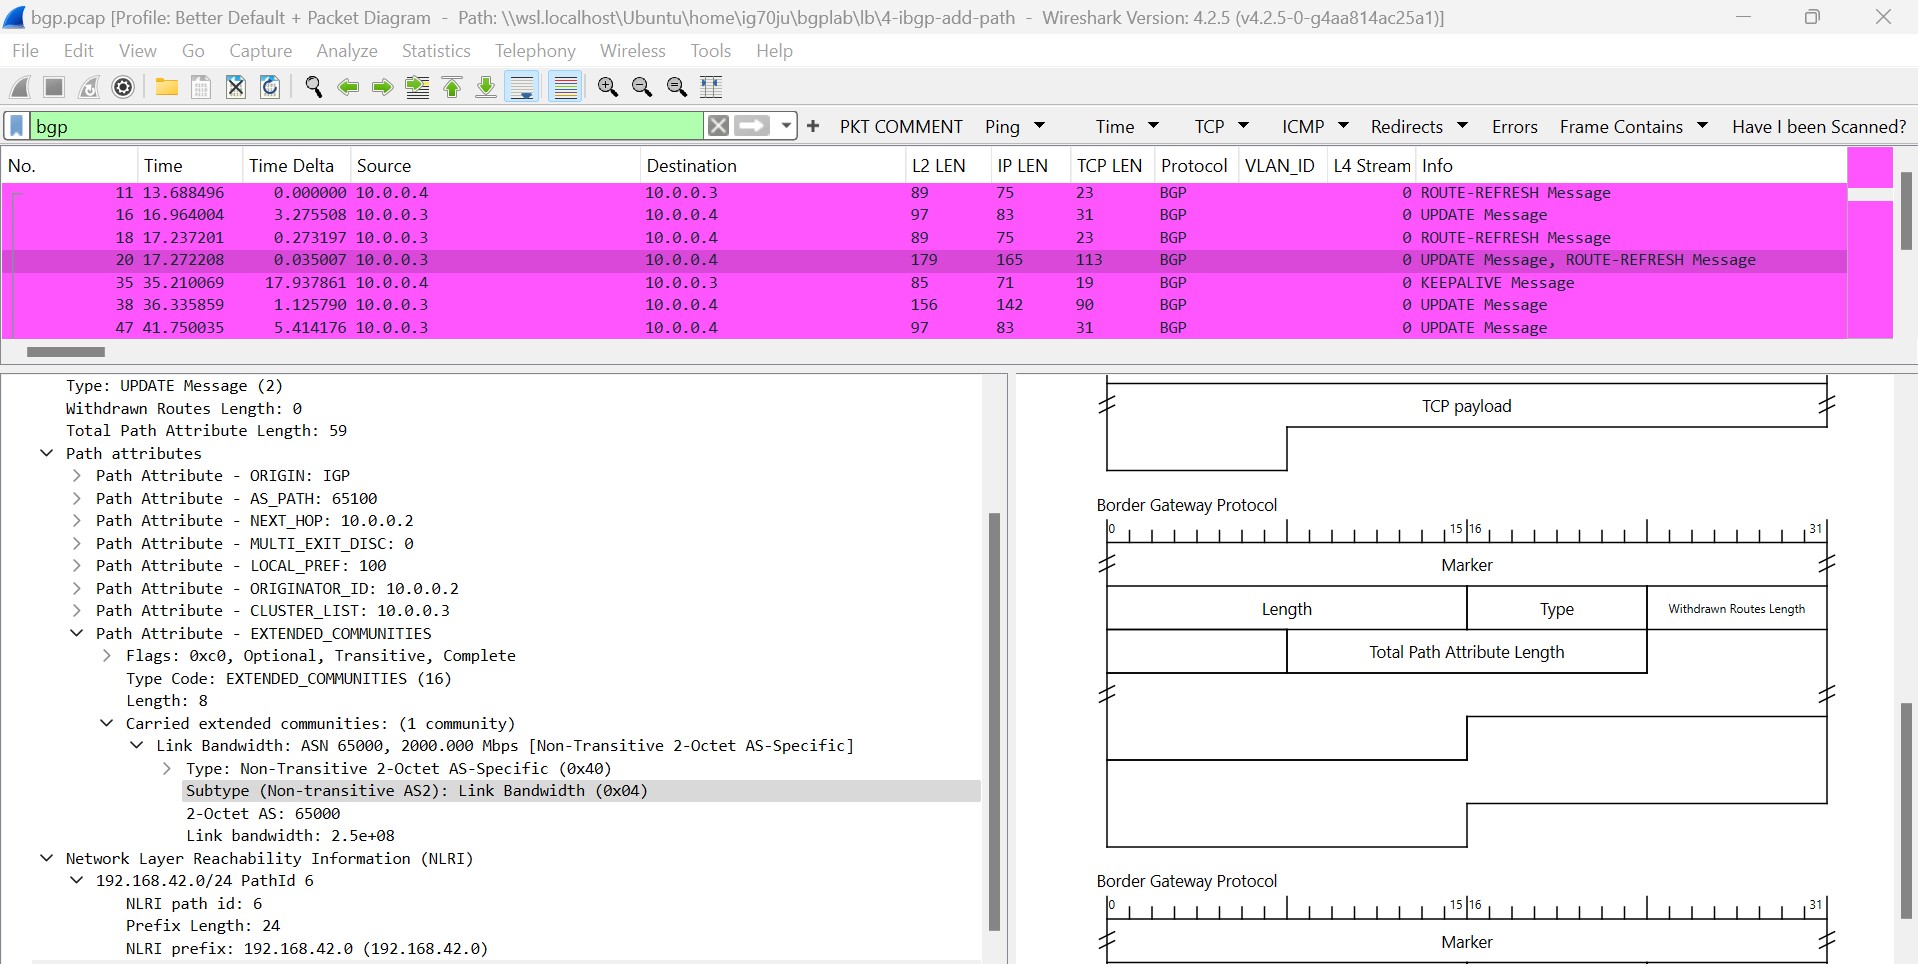 bgp.pcap [Profile: Better Default + Packet Diagram - Path: \\wsl.localhost\Ubuntu\home\ig70ju\bgplab\lb\4-ibgp-add-path - Wireshark Version: 4.2.5 (v4.2.5-0-g4aa814ac25a1)]
File Edit View Go Capture Analyze Statistics Telephony Wireless Tools Help
bgp + PKT COMMENT Ping Time TCP ICMP Redirects Errors Frame Contains Have I been Scanned?
No. Time Time Delta Source Destination L2 LEN IP LEN TCP LEN Protocol VLAN_ID L4 Stream Info
11 13.688496 0.000000 10.0.0.4 10.0.0.3 89 75 23 BGP 0 ROUTE-REFRESH Message
16 16.964004 3.275508 10.0.0.3 10.0.0.4 97 83 31 BGP 0 UPDATE Message
18 17.237201 0.273197 10.0.0.3 10.0.0.4 89 75 23 BGP 0 ROUTE-REFRESH Message
20 17.272208 0.035007 10.0.0.3 10.0.0.4 179 165 113 BGP 0 UPDATE Message, ROUTE-REFRESH Message
35 35.210069 17.937861 10.0.0.4 10.0.0.3 85 71 19 BGP 0 KEEPALIVE Message
38 36.335859 1.125790 10.0.0.3 10.0.0.4 156 142 90 BGP 0 UPDATE Message
47 41.750035 5.414176 10.0.0.3 10.0.0.4 97 83 31 BGP 0 UPDATE Message
Type: UPDATE Message (2)
Withdrawn Routes Length: 0
Total Path Attribute Length: 59
Path attributes
Path Attribute - ORIGIN: IGP
Path Attribute - AS_PATH: 65100
Path Attribute - NEXT_HOP: 10.0.0.2
Path Attribute - MULTI_EXIT_DISC: 0
Path Attribute - LOCAL_PREF: 100
Path Attribute - ORIGINATOR_ID: 10.0.0.2
Path Attribute - CLUSTER_LIST: 10.0.0.3
Path Attribute - EXTENDED_COMMUNITIES
Flags: 0xc0, Optional, Transitive, Complete
Type Code: EXTENDED_COMMUNITIES (16)
Length: 8
Carried extended communities: (1 community)
Link Bandwidth: ASN 65000, 2000.000 Mbps [Non-Transitive 2-Octet AS-Specific]
Type: Non-Transitive 2-Octet AS-Specific (0x40)
Subtype (Non-transitive AS2): Link Bandwidth (0x04)
2-Octet AS: 65000
Link bandwidth: 2.5e+08
Network Layer Reachability Information (NLRI)
192.168.42.0/24 PathId 6
NLRI path id: 6
Prefix Length: 24
NLRI prefix: 192.168.42.0 (192.168.42.0)
TCP payload
Border Gateway Protocol
0 15 16 31
Marker
Length Type Withdrawn Routes Length
Total Path Attribute Length
Border Gateway Protocol
0 15 16 31
Marker